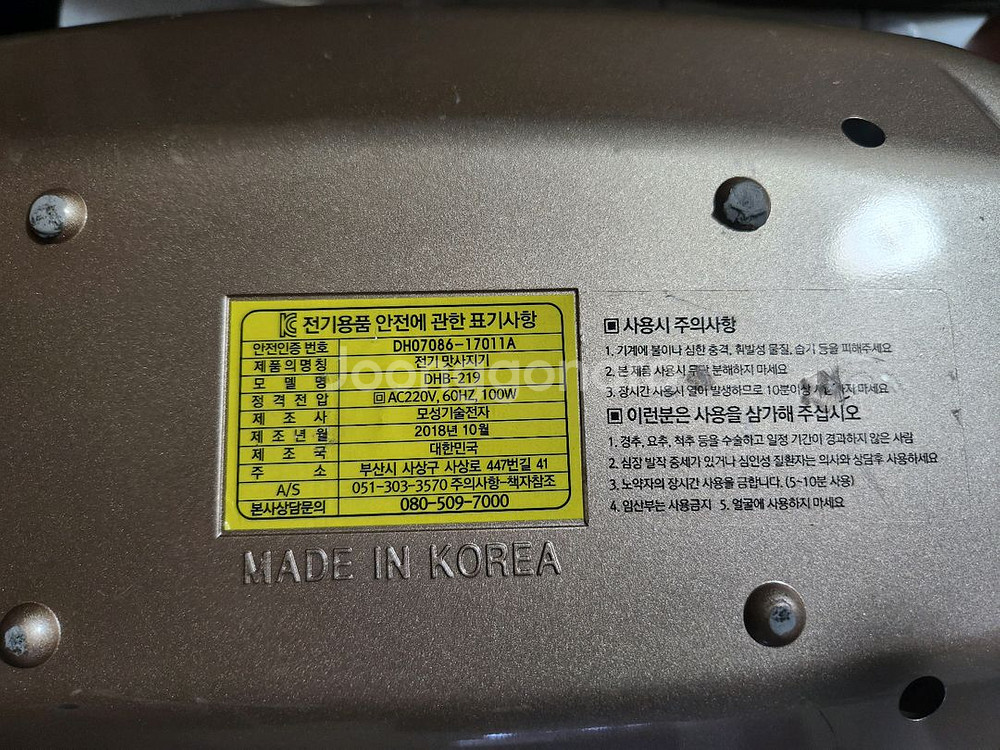 전기용품 안전에 관한 표기사항
안전인증 번호 DH07086-17011A
제품의명칭 전기 맛사지기
모델명 DHB-219
정격전압 AC220V, 60HZ, 100W
제조사 모성기술전자
제조년월 2018년 10월
제조국 대한민국
주소 부산시 사상구 사상로 447번길 41
A/S 051-303-3570 주의사항-책자참조
본사상담문의 080-509-7000
MADE IN KOREA
사용시 주의사항
1. 기계에 불이나 심한 충격, 휘발성 물질, 습기 등을 피해주세요
2. 본 제품 사용시 무단 분해하지 마세요
3. 장시간 사용시 열이 발생하므로 10분이상 하지 마세요
이런분은 사용을 삼가해 주십시오
1. 경추, 요추, 척추 등을 수술하고 일정 기간이 경과하지 않은 사람
2. 심장 발작 증세가 있거나 심인성 질환자는 의사와 상담후 사용하세요
3. 노약자의 장시간 사용을 금합니다. (5~10분 사용)
4. 임산부는 사용금지 5. 얼굴에 사용하지 마세요